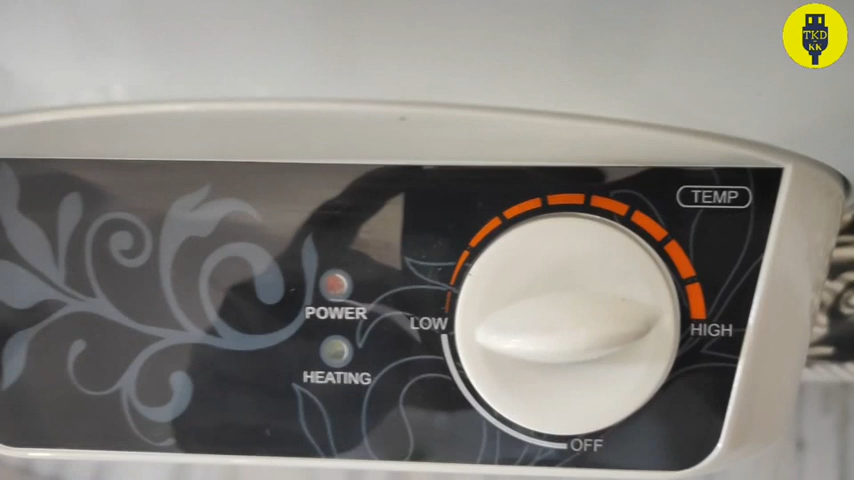 TKD
KK
TEMP
POWER
LOW
HIGH
HEATING
OFF